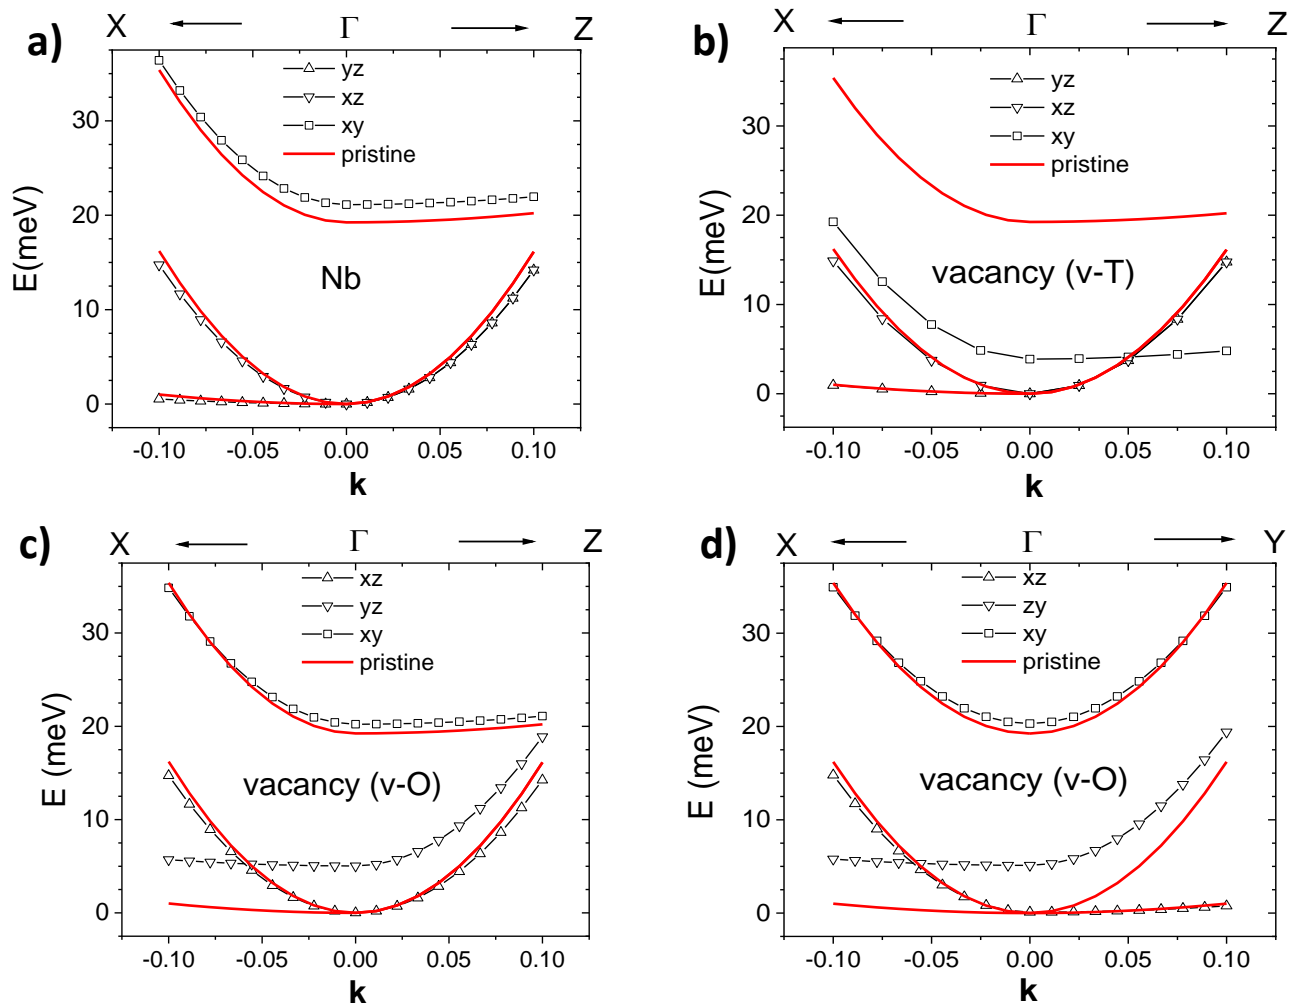 a)
X Γ Z
yz
xz
xy
pristine
Nb
E(meV)
30
20
10
0
-0.10 -0.05 0.00 0.05 0.10
k
b)
X Γ Z
yz
xz
xy
pristine
vacancy (v-T)
E(meV)
30
20
10
0
-0.10 -0.05 0.00 0.05 0.10
k
c)
X Γ Z
xz
yz
xy
pristine
vacancy (v-O)
E (meV)
30
20
10
0
-0.10 -0.05 0.00 0.05 0.10
k
d)
X Γ Y
xz
zy
xy
pristine
vacancy (v-O)
E (meV)
30
20
10
0
-0.10 -0.05 0.00 0.05 0.10
k